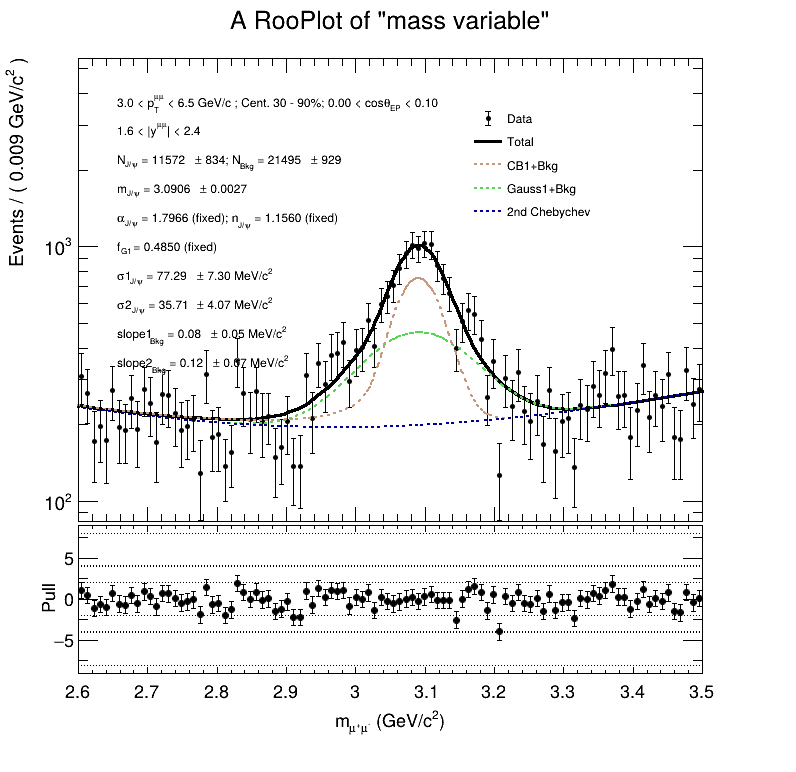 A RooPlot of "mass variable"
Events / ( 0.009 GeV/c² )
3.0 < p_T^μμ < 6.5 GeV/c ; Cent. 30 - 90%; 0.00 < cosθ_EP < 0.10
1.6 < |y^μμ| < 2.4
N_J/ψ = 11572 ± 834; N_Bkg = 21495 ± 929
m_J/ψ = 3.0906 ± 0.0027
α_J/ψ = 1.7966 (fixed); n_J/ψ = 1.1560 (fixed)
f_G1 = 0.4850 (fixed)
σ1_J/ψ = 77.29 ± 7.30 MeV/c²
σ2_J/ψ = 35.71 ± 4.07 MeV/c²
slope1_Bkg = 0.08 ± 0.05 MeV/c²
slope2_Bkg = 0.12 ± 0.07 MeV/c²
Data
Total
CB1+Bkg
Gauss1+Bkg
2nd Chebychev
10³
10²
Pull
5
0
−5
2.6 2.7 2.8 2.9 3 3.1 3.2 3.3 3.4 3.5
m_μ⁺μ⁻ (GeV/c²)